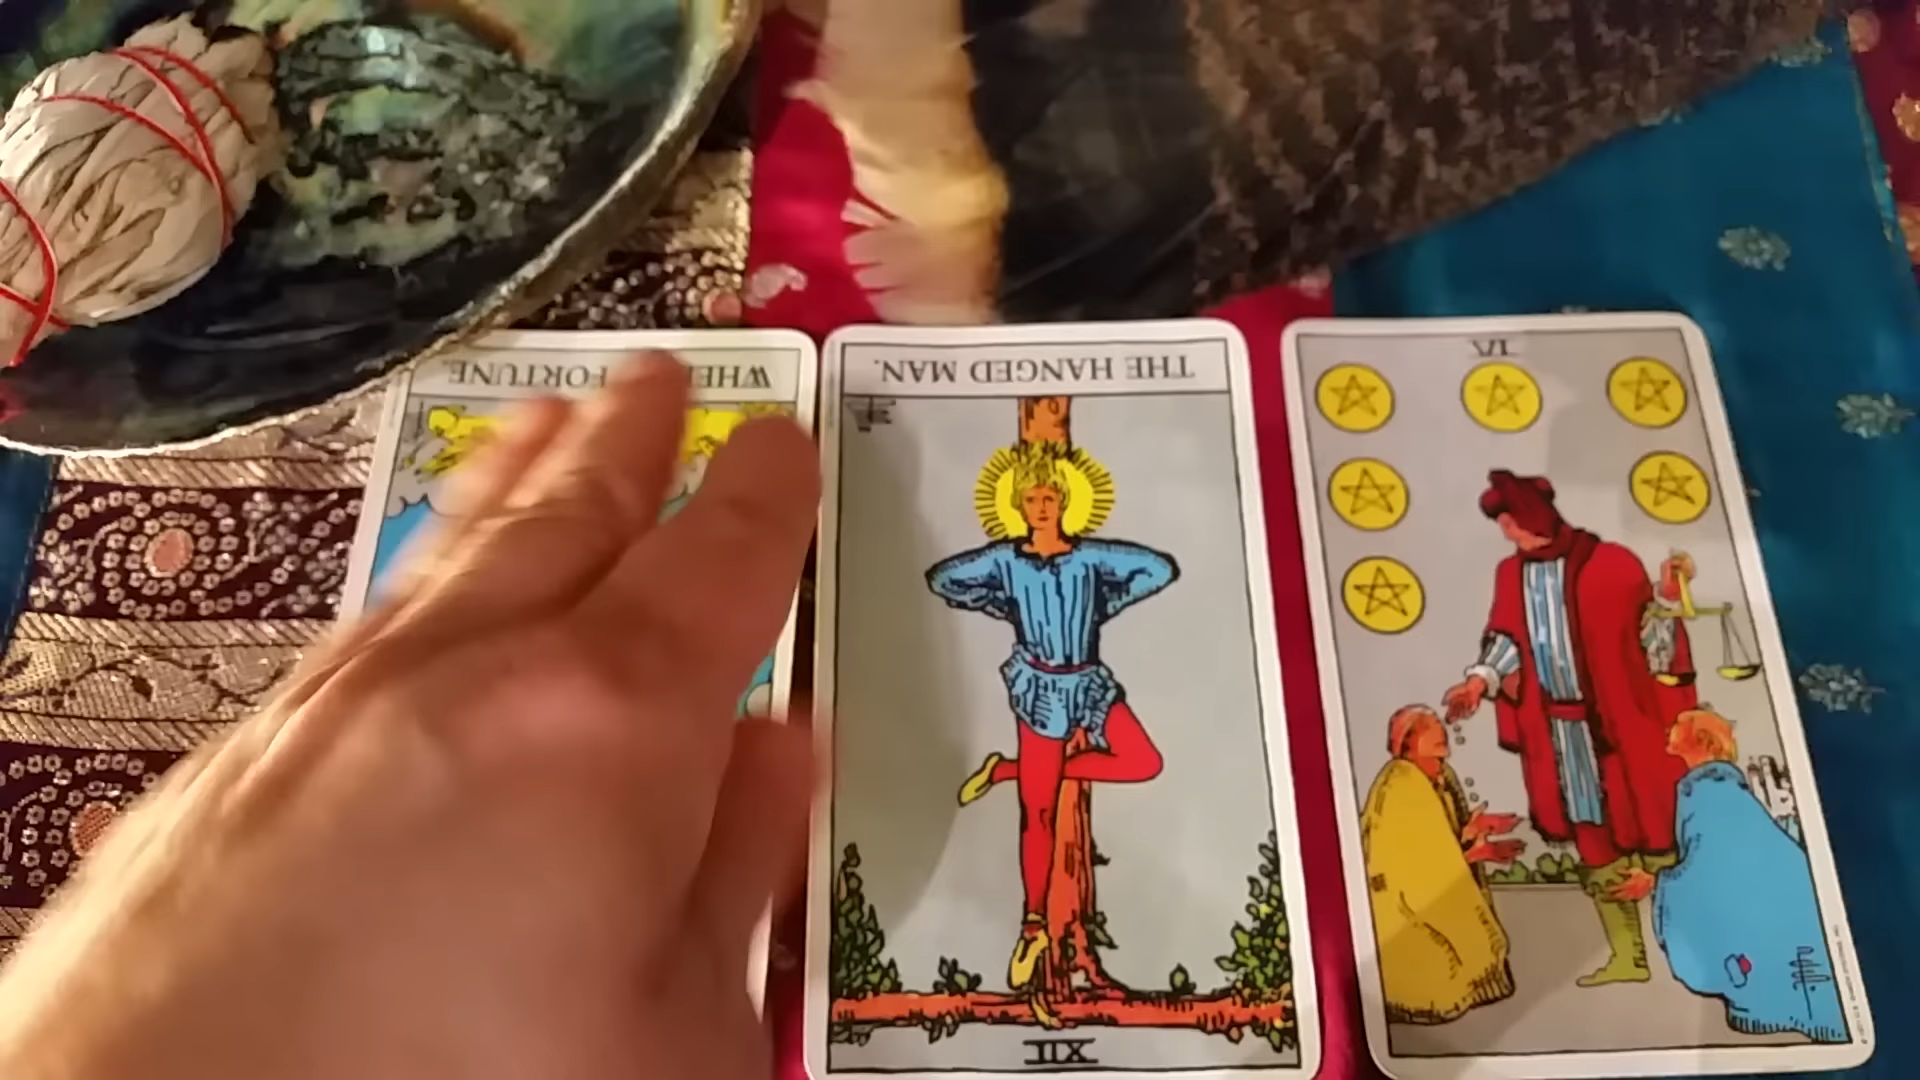 FORTUNE.
THE HANGED MAN.
XII
VI